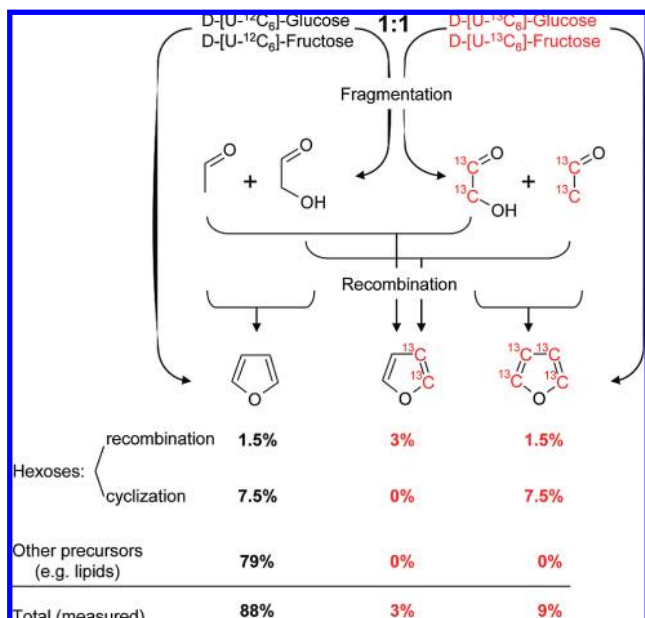 D-[U-¹²C₆]-Glucose 1:1 D-[U-¹³C₆]-Glucose
D-[U-¹²C₆]-Fructose D-[U-¹³C₆]-Fructose
Fragmentation
O O ¹³C O ¹³C O
+ +
OH ¹³C OH ¹³C
Recombination
¹³C ¹³C ¹³C
O ¹³C O ¹³C O ¹³C
recombination 1.5% 3% 1.5%
Hexoses:
cyclization 7.5% 0% 7.5%
Other precursors 79% 0% 0%
(e.g. lipids)
Total (measured) 88% 3% 9%